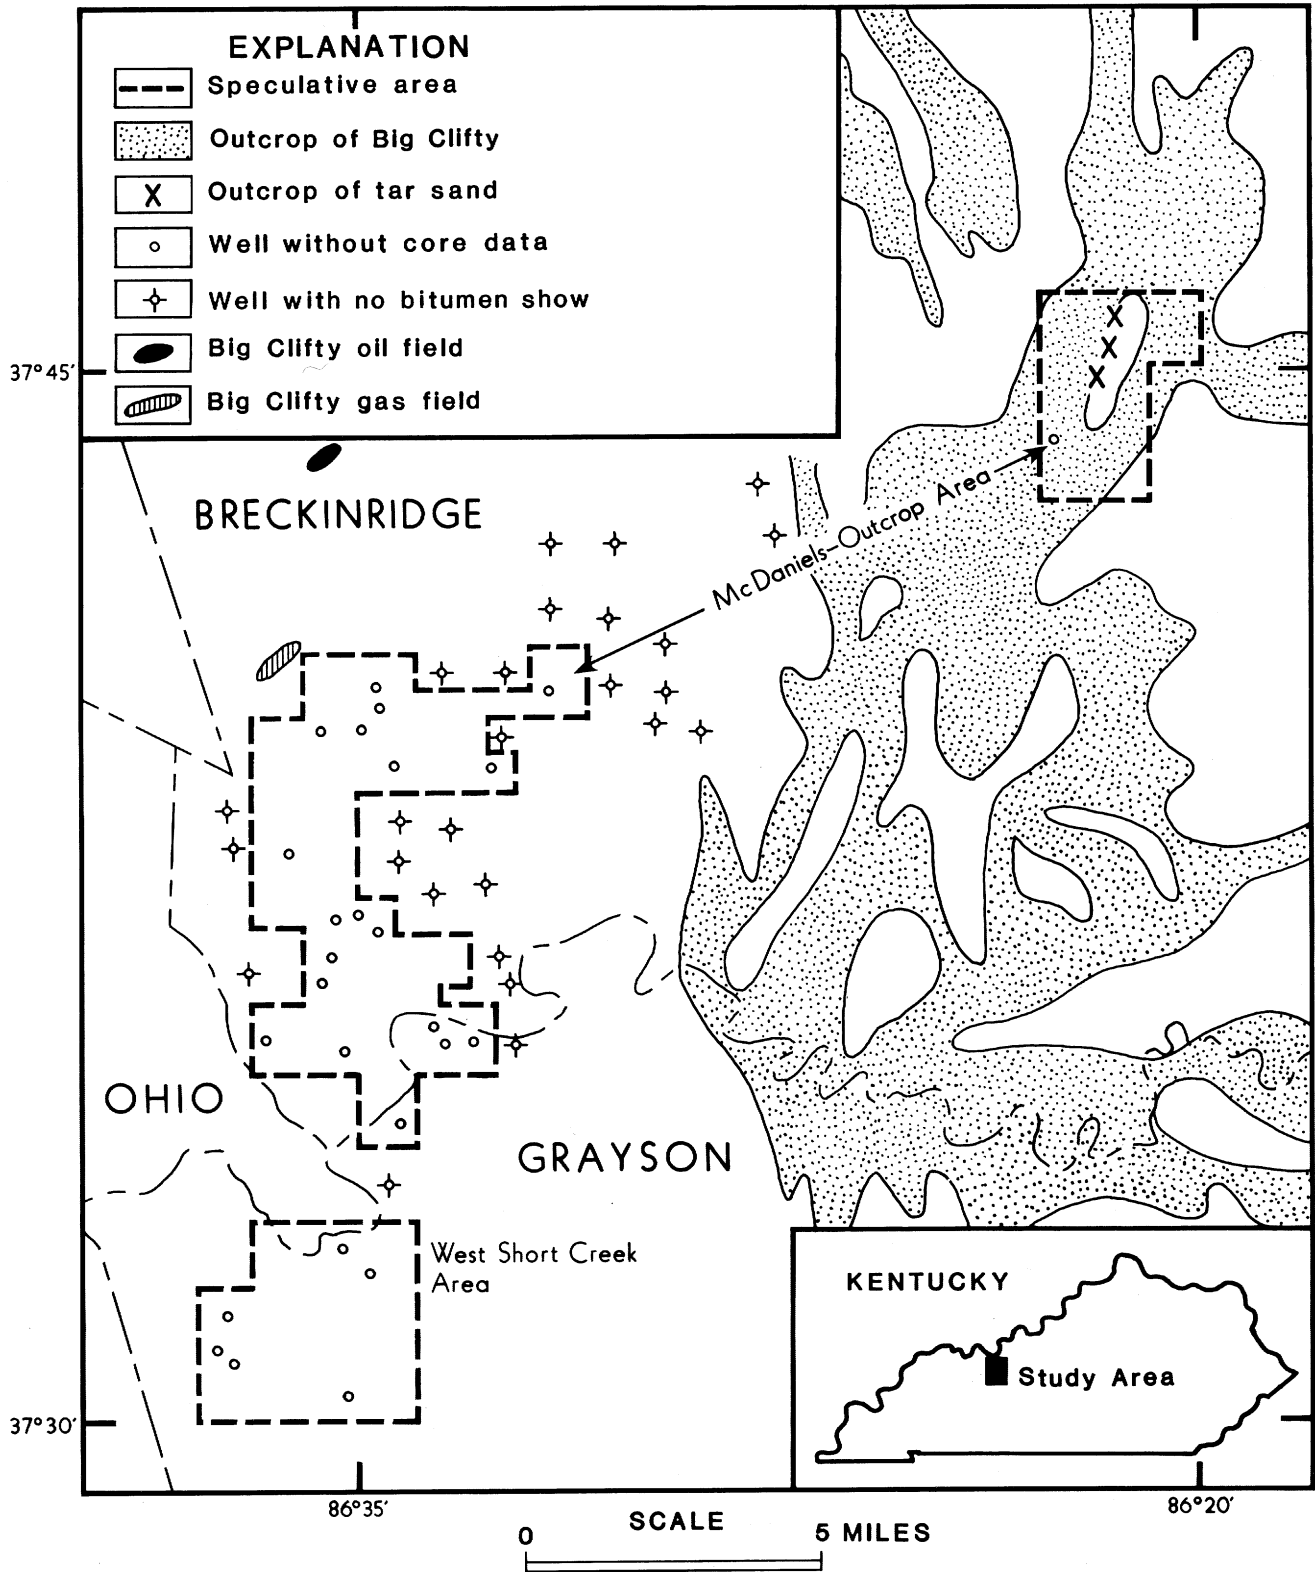 EXPLANATION
Speculative area
Outcrop of Big Clifty
X Outcrop of tar sand
Well without core data
Well with no bitumen show
Big Clifty oil field
Big Clifty gas field
37°45'
X
X
X
BRECKINRIDGE
McDaniels-Outcrop Area
OHIO
GRAYSON
West Short Creek
Area
KENTUCKY
Study Area
37°30'
86°35'
86°20'
SCALE
0 5 MILES